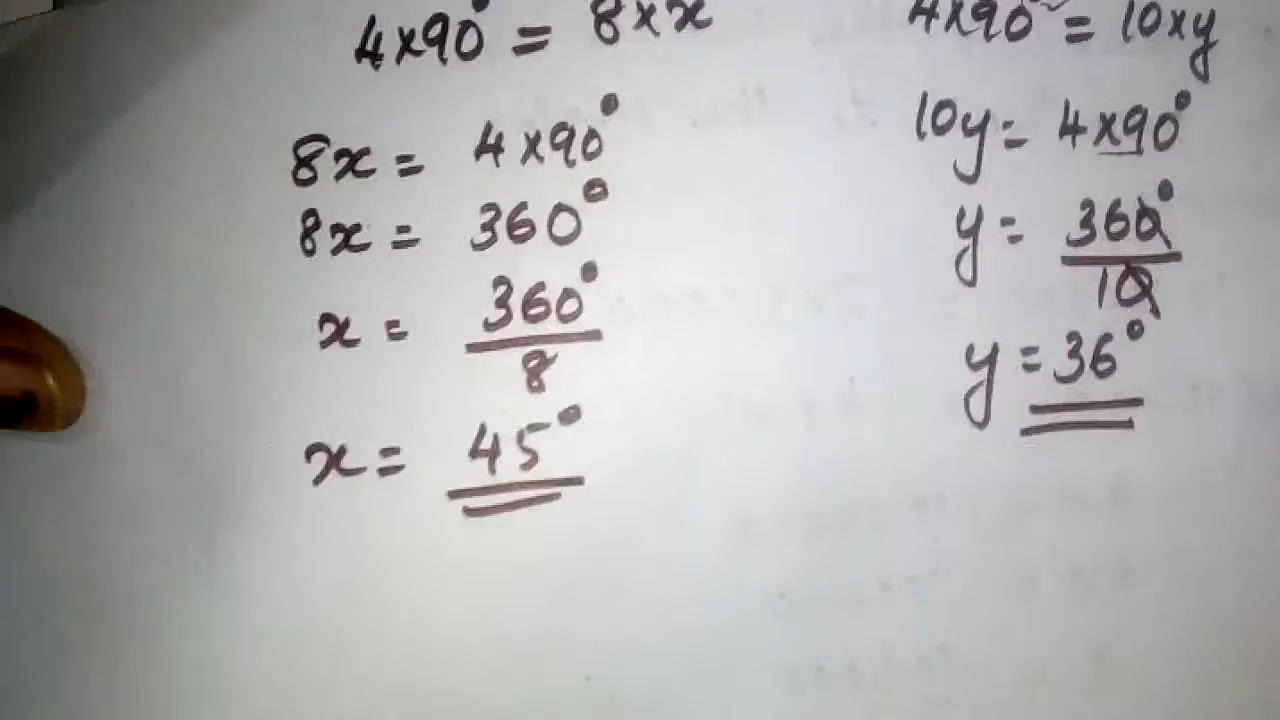 4×90° = 8×x
8x = 4×90°
8x = 360°
x = 360°
8
x = 45°
4×90° = 10×y
10y = 4×90°
y = 360°
10
y = 36°